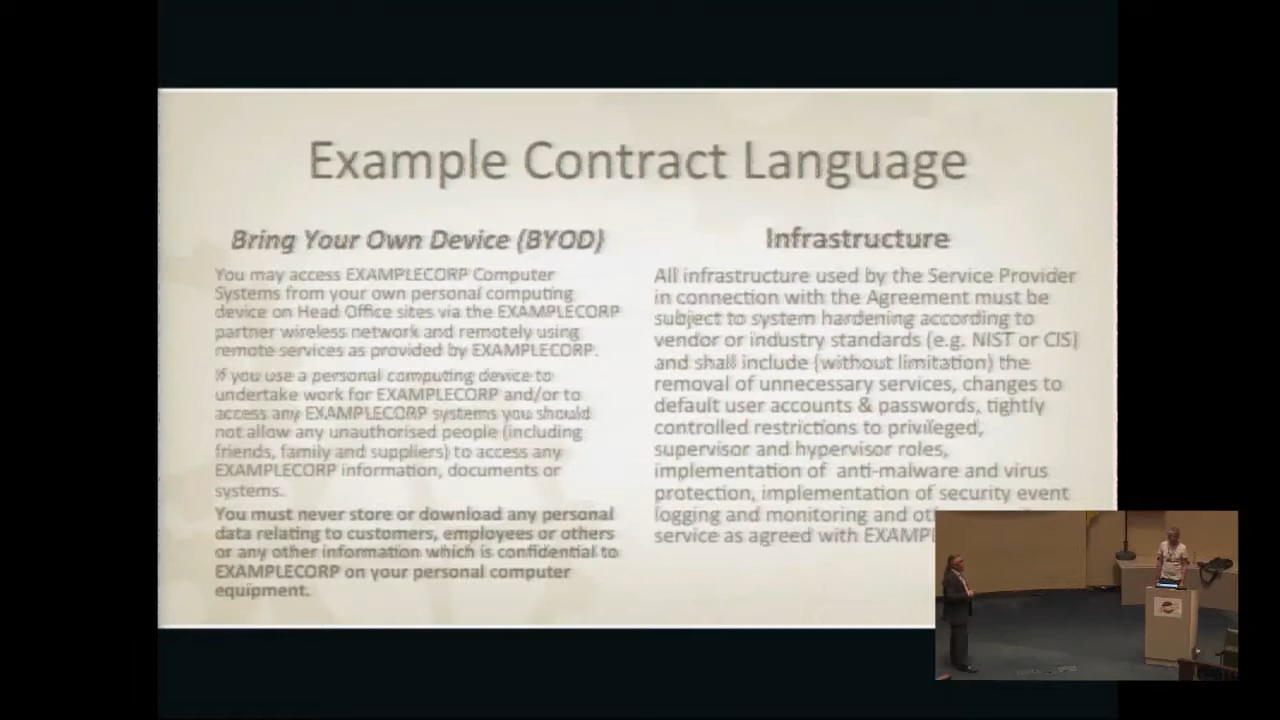 Example Contract Language
Bring Your Own Device (BYOD)
You may access EXAMPLECORP Computer
Systems from your own personal computing
device on Head Office sites via the EXAMPLECORP
partner wireless network and remotely using
remote services as provided by EXAMPLECORP.
If you use a personal computing device to
undertake work for EXAMPLECORP and/or to
access any EXAMPLECORP systems you should
not allow any unauthorised people (including
friends, family and suppliers) to access any
EXAMPLECORP information, documents or
systems.
You must never store or download any personal
data relating to customers, employees or others
or any other information which is confidential to
EXAMPLECORP on your personal computer
equipment.
Infrastructure
All infrastructure used by the Service Provider
in connection with the Agreement must be
subject to system hardening according to
vendor or industry standards (e.g. NIST or CIS)
and shall include (without limitation) the
removal of unnecessary services, changes to
default user accounts & passwords, tightly
controlled restrictions to privileged,
supervisor and hypervisor roles,
implementation of anti-malware and virus
protection, implementation of security event
logging and monitoring and
service as agreed with